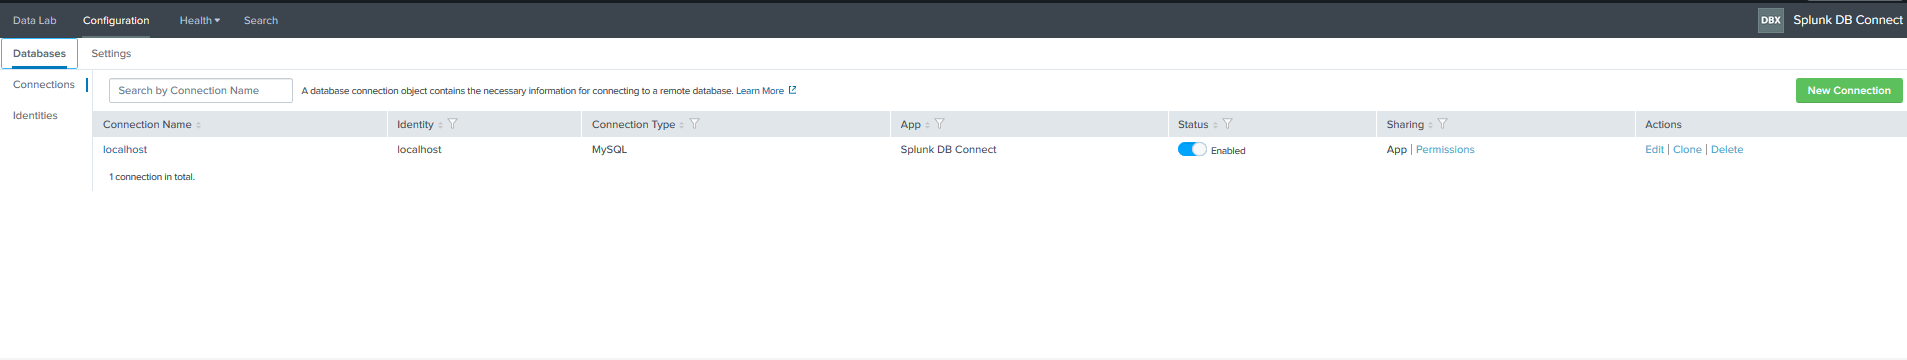 Data Lab Configuration Health Search DBX Splunk DB Connect
Databases Settings
Connections
Identities
Search by Connection Name A database connection object contains the necessary information for connecting to a remote database. Learn More New Connection
Connection Name Identity Connection Type App Status Sharing Actions
localhost localhost MySQL Splunk DB Connect Enabled App | Permissions Edit | Clone | Delete
1 connection in total.